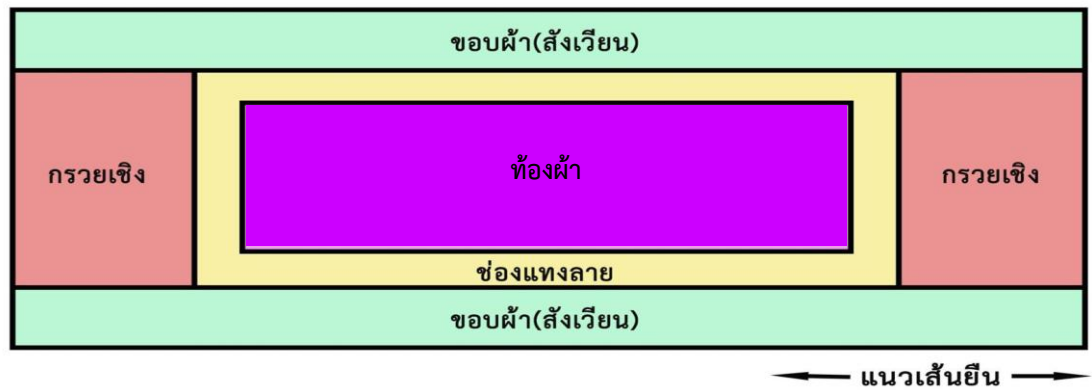 ขอบผ้า(สังเวียน)
กรวยเชิง
ท้องผ้า
กรวยเชิง
ช่องแทงลาย
ขอบผ้า(สังเวียน)
แนวเส้นยืน